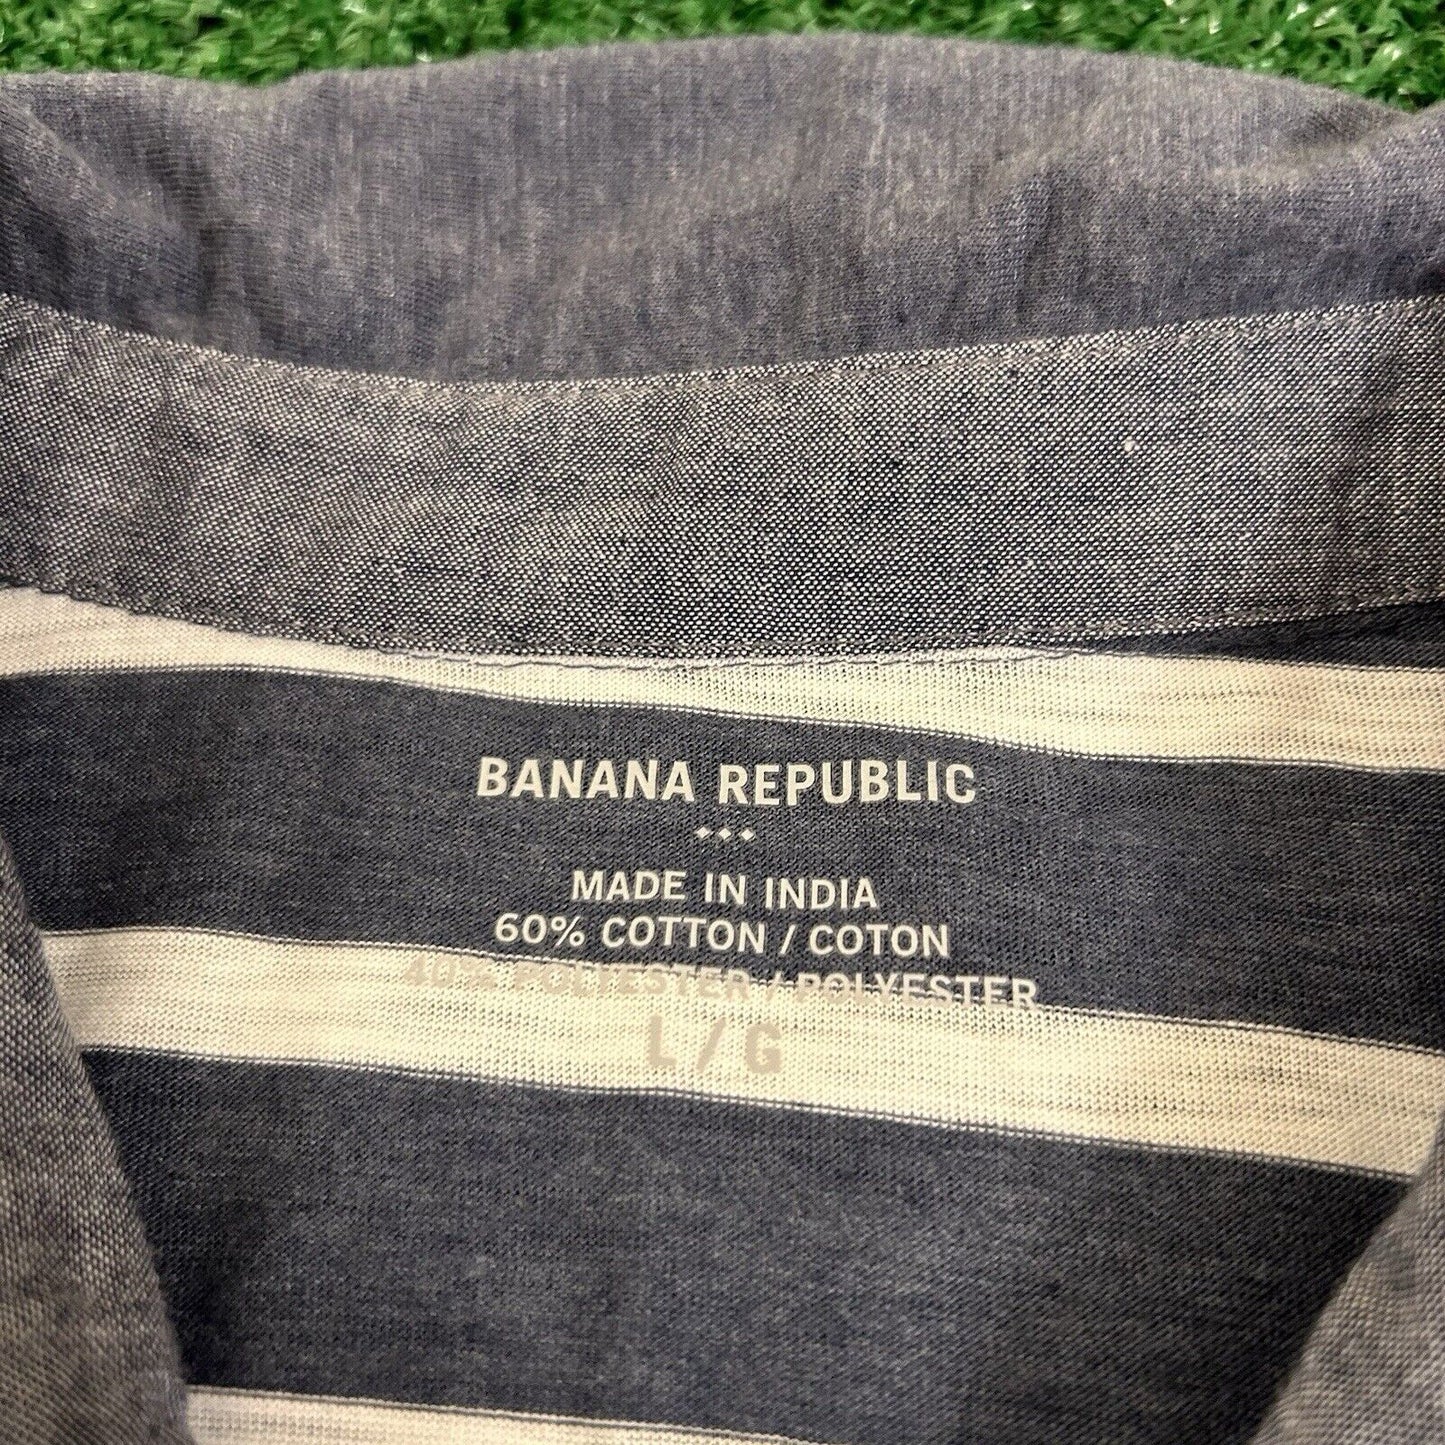 BANANA REPUBLIC
MADE IN INDIA
60% COTTON / COTON
40% POLYESTER / POLYESTER
L / G